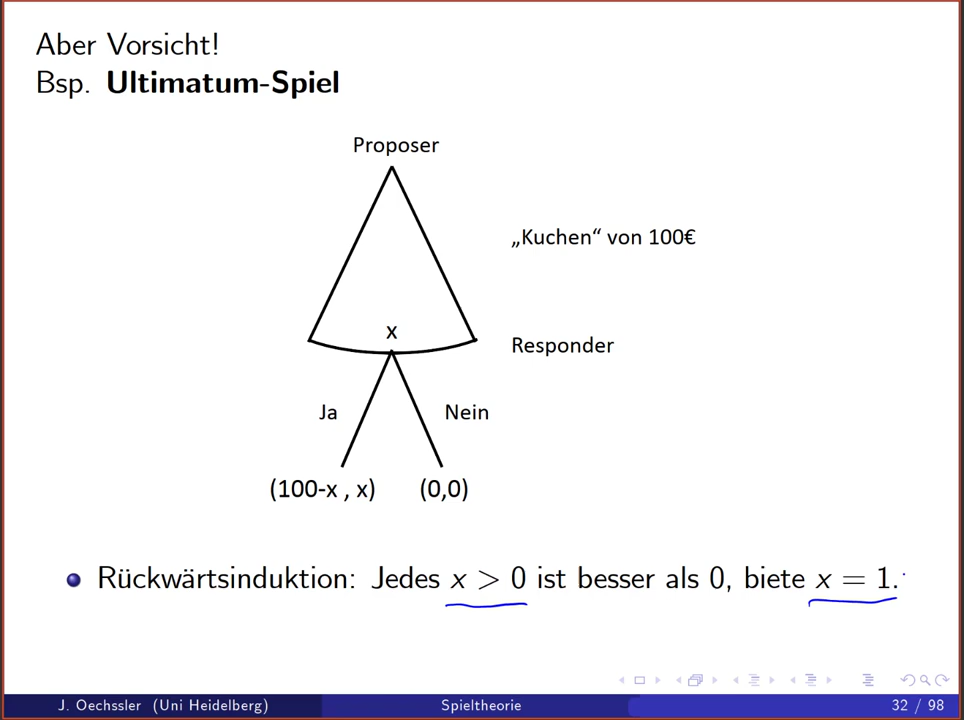 Aber Vorsicht!
Bsp. Ultimatum-Spiel
Proposer
„Kuchen“ von 100€
x
Responder
Ja
Nein
(100-x , x)
(0,0)
Rückwärtsinduktion: Jedes x > 0 ist besser als 0, biete x = 1.
J. Oechssler (Uni Heidelberg)
Spieltheorie
32 / 98